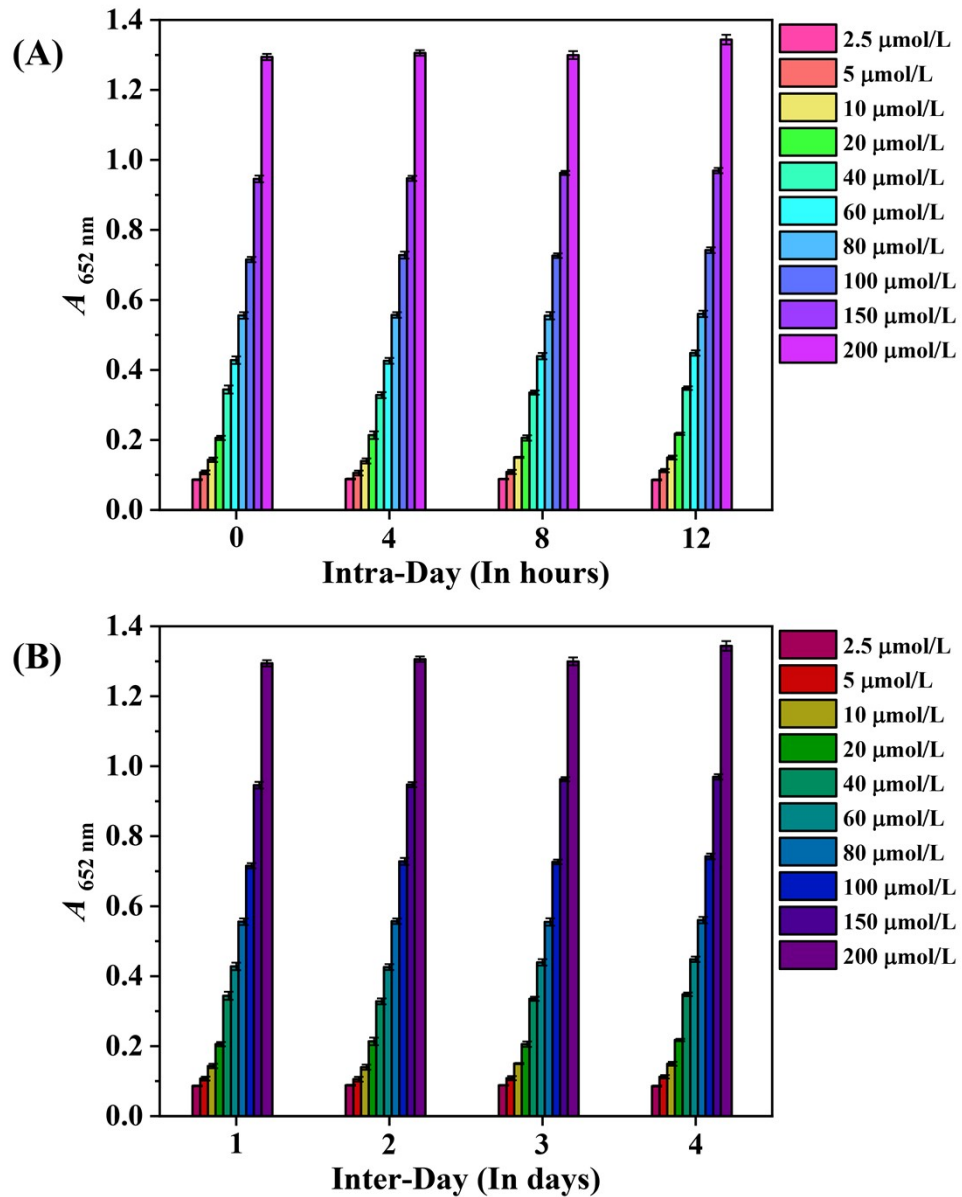 (A)
1.4
1.2
1.0
0.8
0.6
0.4
0.2
0.0
A 652 nm
0 4 8 12
Intra-Day (In hours)
2.5 μmol/L
5 μmol/L
10 μmol/L
20 μmol/L
40 μmol/L
60 μmol/L
80 μmol/L
100 μmol/L
150 μmol/L
200 μmol/L
(B)
1.4
1.2
1.0
0.8
0.6
0.4
0.2
0.0
A 652 nm
1 2 3 4
Inter-Day (In days)
2.5 μmol/L
5 μmol/L
10 μmol/L
20 μmol/L
40 μmol/L
60 μmol/L
80 μmol/L
100 μmol/L
150 μmol/L
200 μmol/L